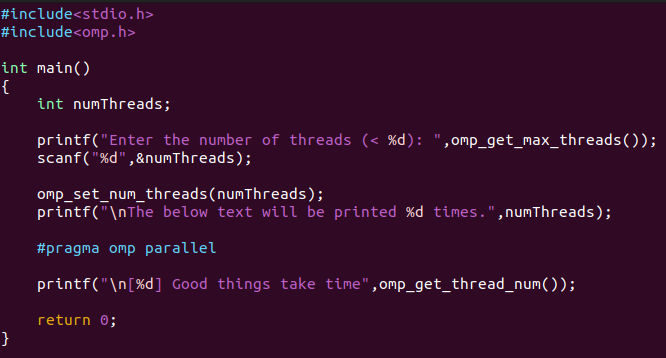 #include<stdio.h>
#include<omp.h>

int main()
{
    int numThreads;

    printf("Enter the number of threads (< %d): ",omp_get_max_threads());
    scanf("%d",&numThreads);

    omp_set_num_threads(numThreads);
    printf("\nThe below text will be printed %d times.",numThreads);

    #pragma omp parallel

    printf("\n[%d] Good things take time",omp_get_thread_num());

    return 0;
}